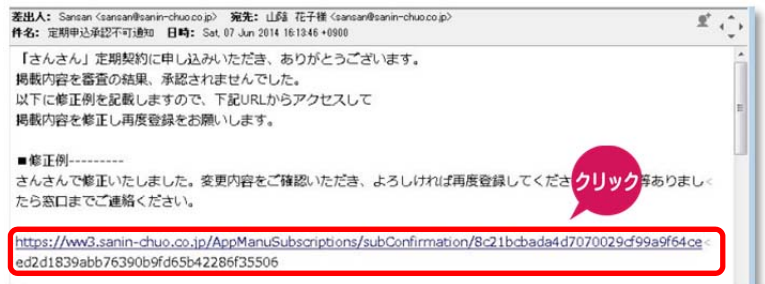 差出人: Sansan <sansan@sanin-chuo.co.jp> 宛先: 山陰 花子様 <sansan@sanin-chuo.co.jp>
件名: 定期申込承認不可通知 日時: Sat, 07 Jun 2014 16:13:46 +0900
「さんさん」定期契約に申し込みいただき、ありがとうございます。
掲載内容を審査の結果、承認されませんでした。
以下に修正例を記載しますので、下記URLからアクセスして
掲載内容を修正し再度登録をお願いします。
■修正例---------
さんさんで修正いたしました。変更内容をご確認いただき、よろしければ再度登録してくださ
クリック
等ありまし
たら窓口までご連絡ください。
https://www3.sanin-chuo.co.jp/AppManuSubscriptions/subConfirmation/8c21bcbada4d7070029cf99a9f64ce
ed2d1839abb76390b9fd65b42286f35506